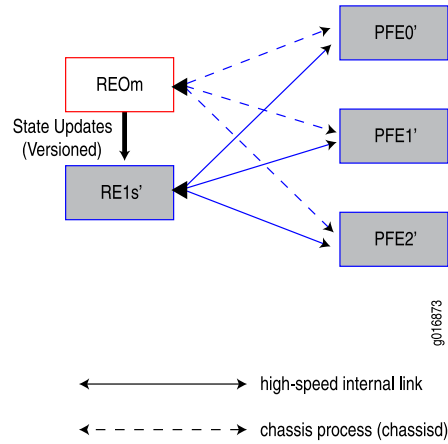 PFE0'
REOm
State Updates
(Versioned)
PFE1'
RE1s'
PFE2'
g016873
high-speed internal link
chassis process (chassisd)